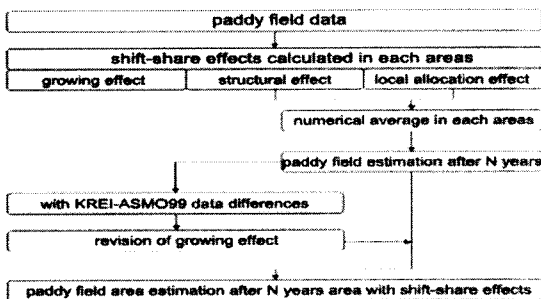 paddy field data
shift-share effects calculated in each areas
growing effect structural effect local allocation effect
numerical average in each areas
paddy field estimation after N years
with KREI-ASMO99 data differences
revision of growing effect
paddy field area estimation after N years area with shift-share effects